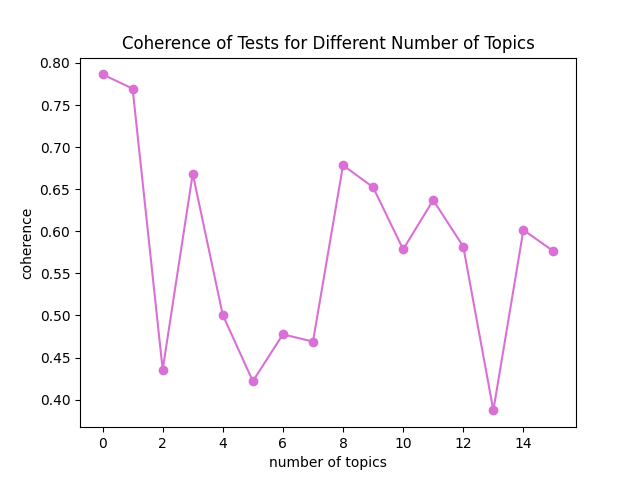 Coherence of Tests for Different Number of Topics
0.80
0.75
0.70
0.65
0.60
0.55
0.50
0.45
0.40
coherence
0 2 4 6 8 10 12 14
number of topics